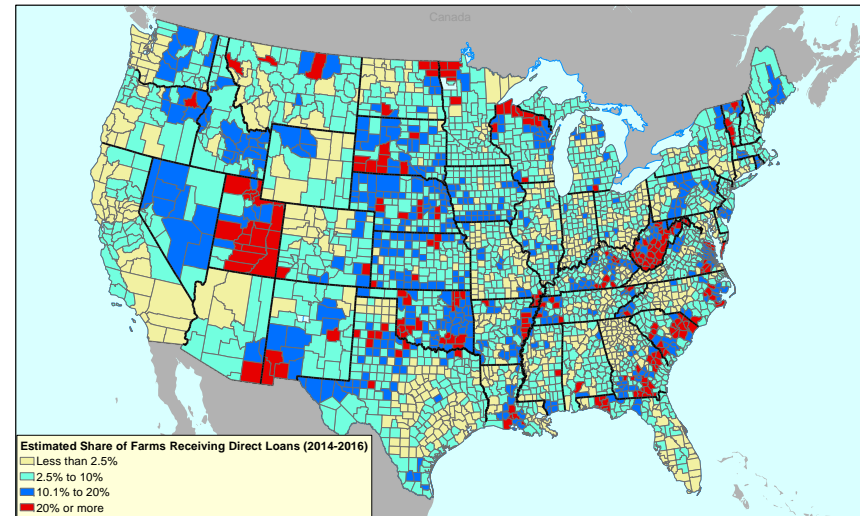 Canada
Estimated Share of Farms Receiving Direct Loans (2014-2016)
Less than 2.5%
2.5% to 10%
10.1% to 20%
20% or more